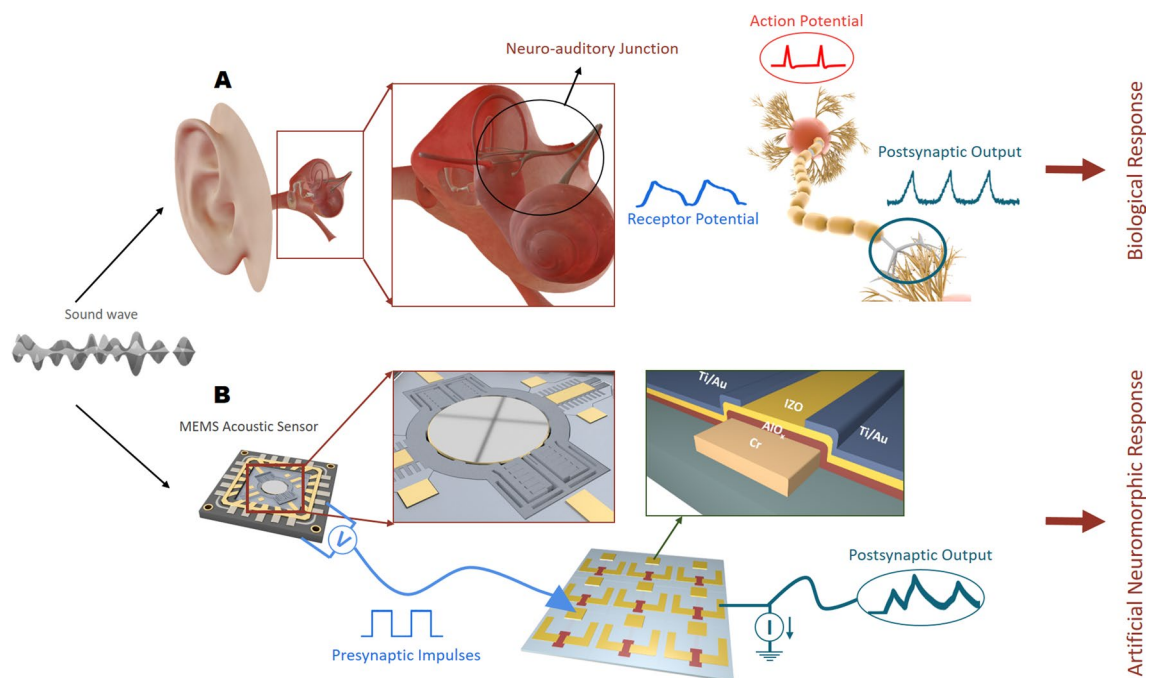 Action Potential
Neuro-auditory Junction
A
Postsynaptic Output
Receptor Potential
Biological Response
Sound wave
B
MEMS Acoustic Sensor
Ti/Au
IZO
AlOx
Ti/Au
Cr
V
Postsynaptic Output
I
Presynaptic Impulses
Artificial Neuromorphic Response